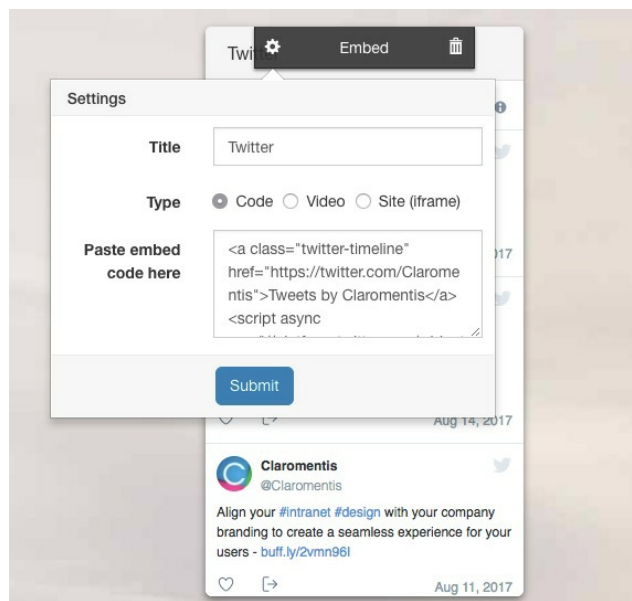 Twi
Embed
Settings
Title
Twitter
Type
Code
Video
Site (iframe)
Paste embed
code here
<a class="twitter-timeline"
href="https://twitter.com/Clarome
ntis">Tweets by Claromentis</a>
<script async
017
Submit
Aug 14, 2017
Claromentis
@Claromentis
Align your #intranet #design with your company
branding to create a seamless experience for your
users - buff.ly/2vmn96I
Aug 11, 2017